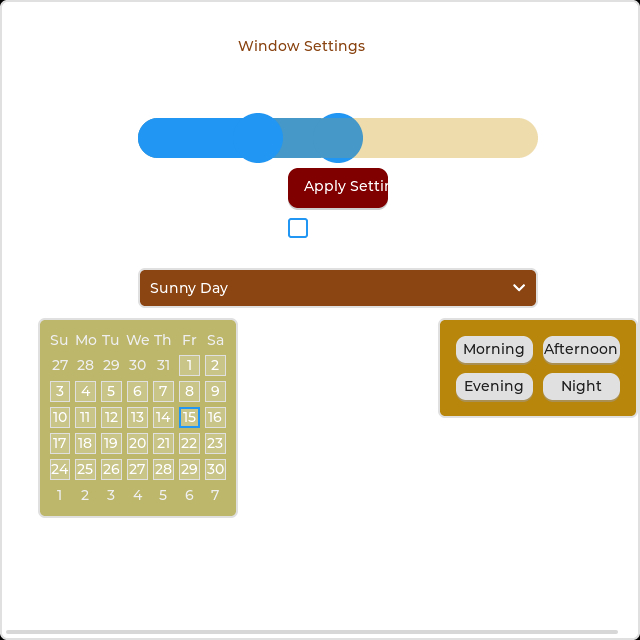 Window Settings
Apply Settin
Sunny Day
Su Mo Tu We Th Fr Sa
27 28 29 30 31 1 2
3 4 5 6 7 8 9
10 11 12 13 14 15 16
17 18 19 20 21 22 23
24 25 26 27 28 29 30
1 2 3 4 5 6 7
Morning Afternoon
Evening Night